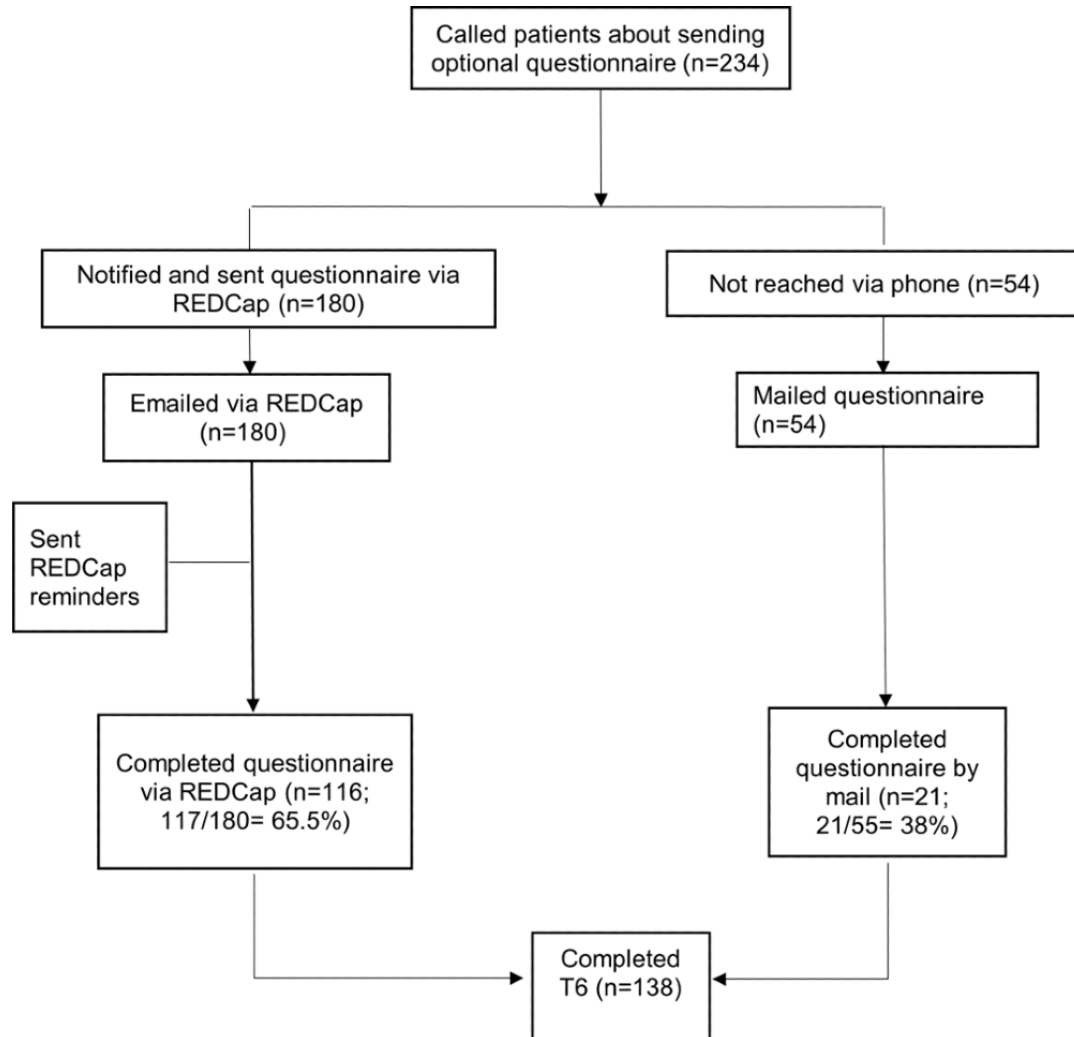 Called patients about sending
optional questionnaire (n=234)
Notified and sent questionnaire via
REDCap (n=180)
Not reached via phone (n=54)
Emailed via REDCap
(n=180)
Mailed questionnaire
(n=54)
Sent
REDCap
reminders
Completed questionnaire
via REDCap (n=116;
117/180= 65.5%)
Completed
questionnaire by
mail (n=21;
21/55= 38%)
Completed
T6 (n=138)